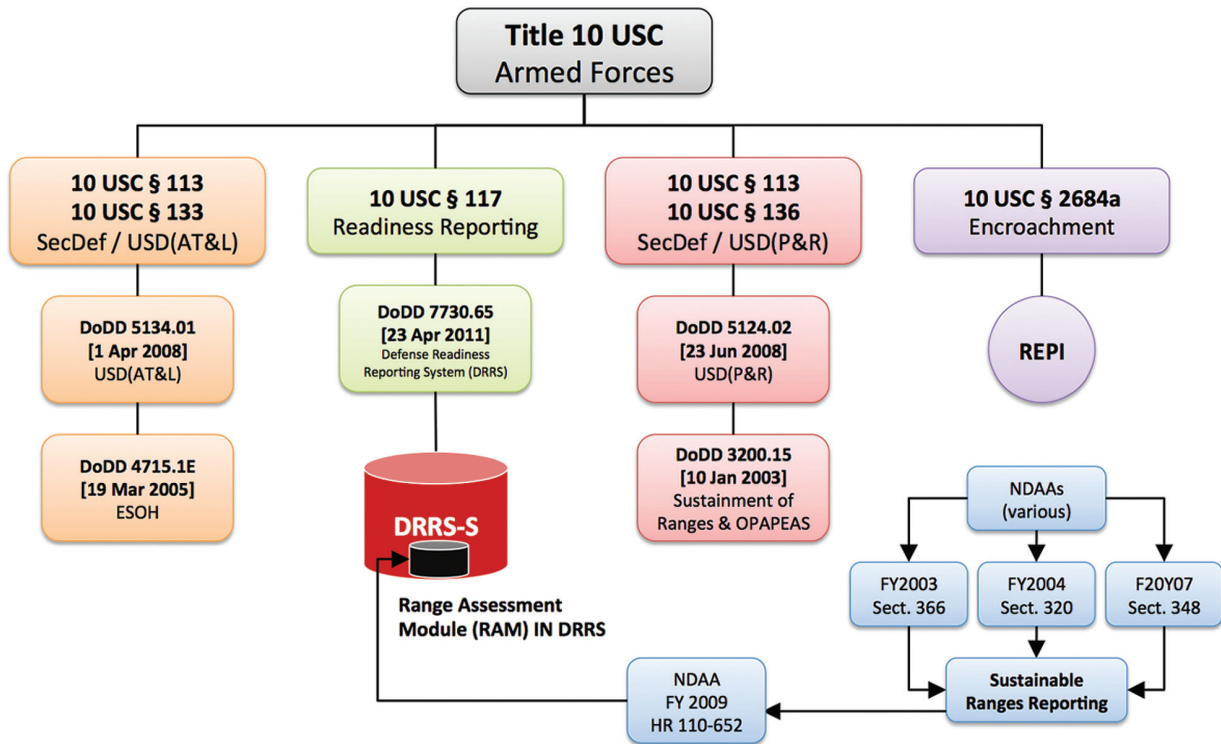 Title 10 USC
Armed Forces
10 USC § 113
10 USC § 133
SecDef / USD(AT&L)
10 USC § 117
Readiness Reporting
10 USC § 113
10 USC § 136
SecDef / USD(P&R)
10 USC § 2684a
Encroachment
DoDD 5134.01
[1 Apr 2008]
USD(AT&L)
DoDD 7730.65
[23 Apr 2011]
Defense Readiness
Reporting System (DRRS)
DoDD 5124.02
[23 Jun 2008]
USD(P&R)
REPI
DoDD 4715.1E
[19 Mar 2005]
ESOH
DRRS-S
Range Assessment
Module (RAM) IN DRRS
DoDD 3200.15
[10 Jan 2003]
Sustainment of
Ranges & OPAPEAS
NDAAs
(various)
FY2003
Sect. 366
FY2004
Sect. 320
F20Y07
Sect. 348
Sustainable
Ranges Reporting
NDAA
FY 2009
HR 110-652